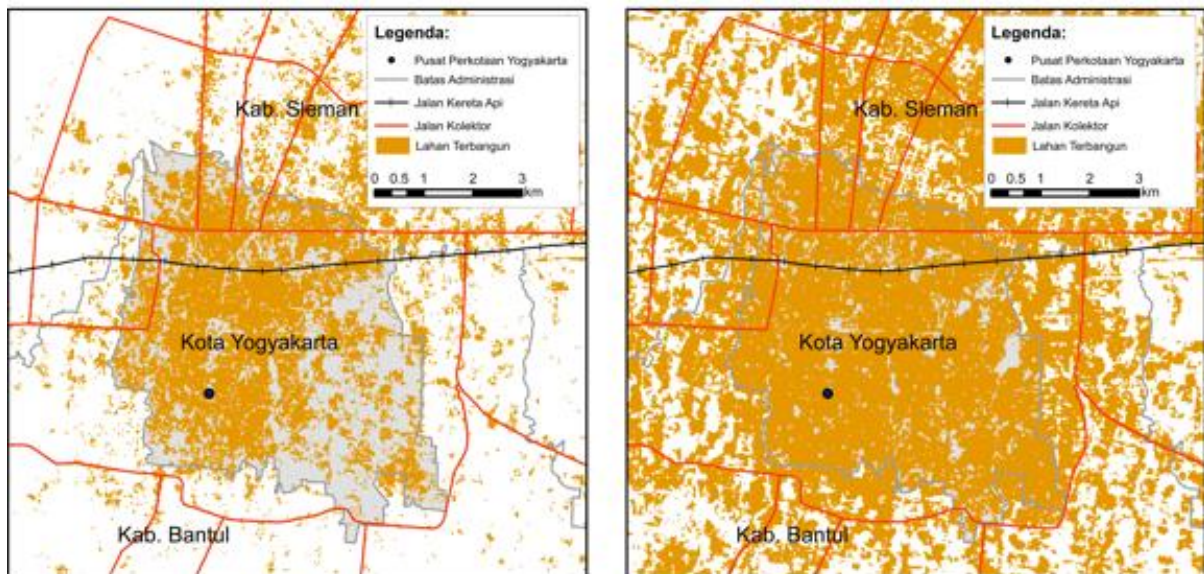 Legenda:
Pusat Perkotaan Yogyakarta
Batas Administrasi
Jalan Kereta Api
Jalan Kolektor
Lahan Terbangun
0 0.5 1 2 3
km
Kab. Sleman
Kota Yogyakarta
Kab. Bantul
Legenda:
Pusat Perkotaan Yogyakarta
Batas Administrasi
Jalan Kereta Api
Jalan Kolektor
Lahan Terbangun
0 0.5 1 2 3
km
Kab. Sleman
Kota Yogyakarta
Kab. Bantul